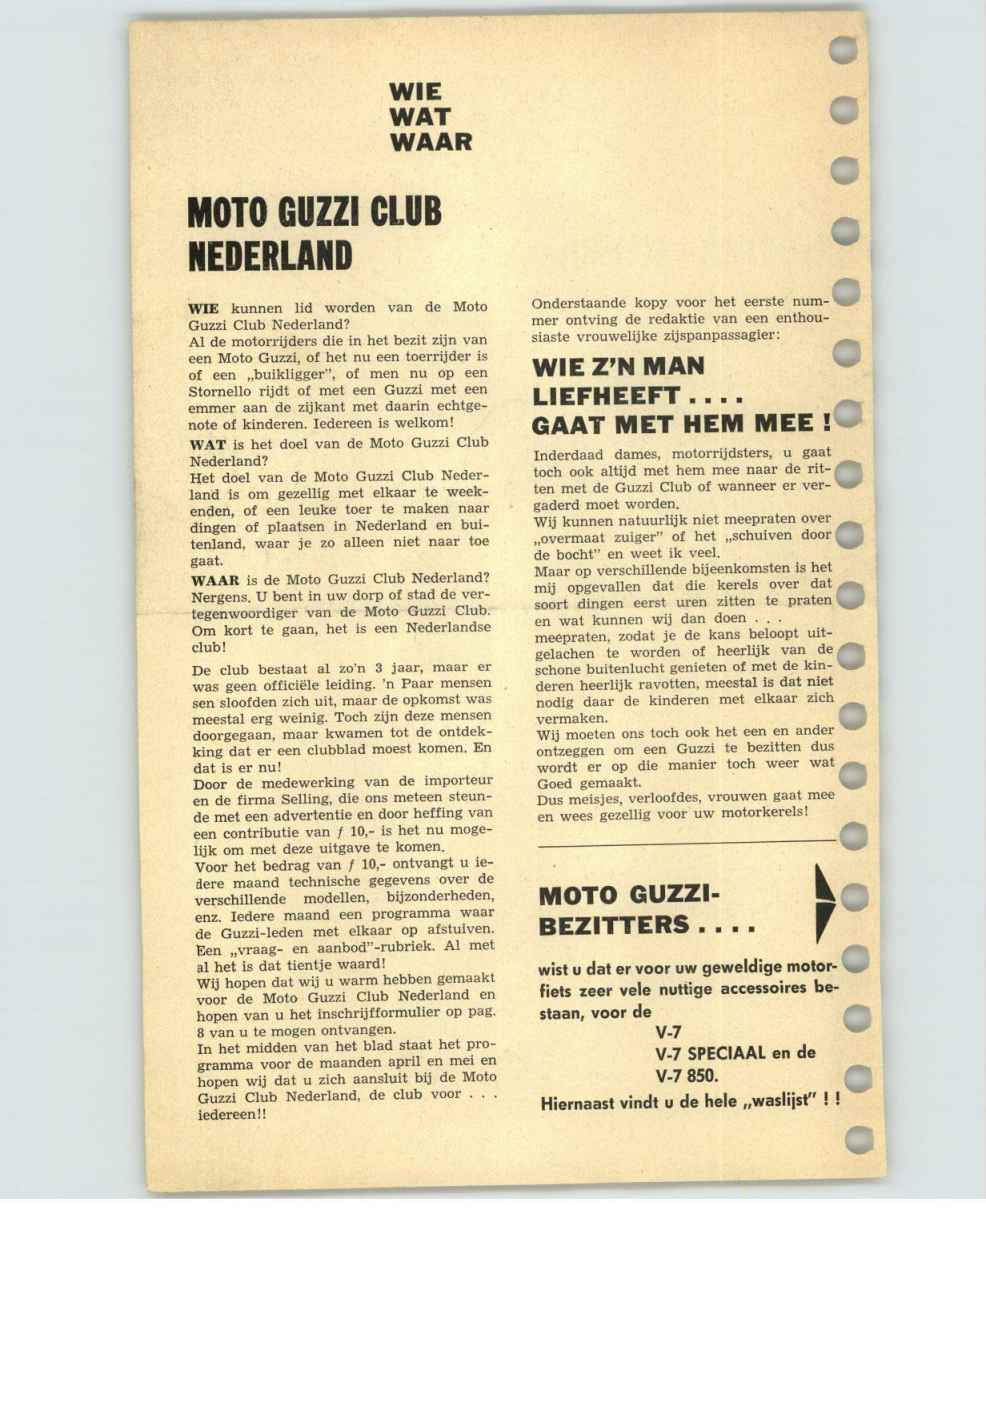 WIE
WAT
WAAR
MOTO GUZZI CLUB
NEDERLAND
WIE kunnen lid worden van de Moto
Guzzi Club Nederland?
Al de motorrijders die in het bezit zijn van
een Moto Guzzi, of het nu een toerrijder is
of een „buikligger”, of men nu op een
Stornello rijdt of met een Guzzi met een
emmer aan de zijkant met daarin echtge-
note of kinderen. Iedereen is welkom!
WAT is het doel van de Moto Guzzi Club
Nederland?
Het doel van de Moto Guzzi Club Neder-
land is om gezellig met elkaar te week-
enden, of een leuke toer te maken naar
dingen of plaatsen in Nederland en bui-
tenland, waar je zo alleen niet naar toe
gaat.
WAAR is de Moto Guzzi Club Nederland?
Nergens. U bent in uw dorp of stad de ver-
tegenwoordiger van de Moto Guzzi Club.
Om kort te gaan, het is een Nederlandse
club!
De club bestaat al zo'n 3 jaar, maar er
was geen officiële leiding. 'n Paar mensen
sen sloofden zich uit, maar de opkomst was
meestal erg weinig. Toch zijn deze mensen
doorgegaan, maar kwamen tot de ontdek-
king dat er een clubblad moest komen. En
dat is er nu!
Door de medewerking van de importeur
en de firma Selling, die ons meteen steun-
de met een advertentie en door heffing van
een contributie van ƒ 10,- is het nu moge-
lijk om met deze uitgave te komen.
Voor het bedrag van ƒ 10,- ontvangt u ie-
dere maand technische gegevens over de
verschillende modellen, bijzonderheden,
enz. Iedere maand een programma waar
de Guzzi-leden met elkaar op afstuiven.
Een „vraag- en aanbod”-rubriek. Al met
al het is dat tientje waard!
Wij hopen dat wij u warm hebben gemaakt
voor de Moto Guzzi Club Nederland en
hopen van u het inschrijfformulier op pag.
8 van u te mogen ontvangen.
In het midden van het blad staat het pro-
gramma voor de maanden april en mei en
hopen wij dat u zich aansluit bij de Moto
Guzzi Club Nederland, de club voor . . .
iedereen!!
Onderstaande kopy voor het eerste num-
mer ontving de redaktie van een enthou-
siaste vrouwelijke zijspanpassagier:
WIE Z'N MAN
LIEFHEEFT . . . .
GAAT MET HEM MEE !
Inderdaad dames, motorrijdsters, u gaat
toch ook altijd met hem mee naar de rit-
ten met de Guzzi Club of wanneer er ver-
gaderd moet worden.
Wij kunnen natuurlijk niet meepraten over
„overmaat zuiger” of het „schuiven door
de bocht” en weet ik veel.
Maar op verschillende bijeenkomsten is het
mij opgevallen dat die kerels over dat
soort dingen eerst uren zitten te praten
en wat kunnen wij dan doen . . .
meepraten, zodat je de kans beloopt uit-
gelachen te worden of heerlijk van de
schone buitenlucht genieten of met de kin-
deren heerlijk ravotten, meestal is dat niet
nodig daar de kinderen met elkaar zich
vermaken.
Wij moeten ons toch ook het een en ander
ontzeggen om een Guzzi te bezitten dus
wordt er op die manier toch weer wat
Goed gemaakt.
Dus meisjes, verloofdes, vrouwen gaat mee
en wees gezellig voor uw motorkerels!
MOTO GUZZI-
BEZITTERS . . . .
wist u dat er voor uw geweldige motor-
fiets zeer vele nuttige accessoires be-
staan, voor de
V-7
V-7 SPECIAAL en de
V-7 850.
Hiernaast vindt u de hele „waslijst” ! !